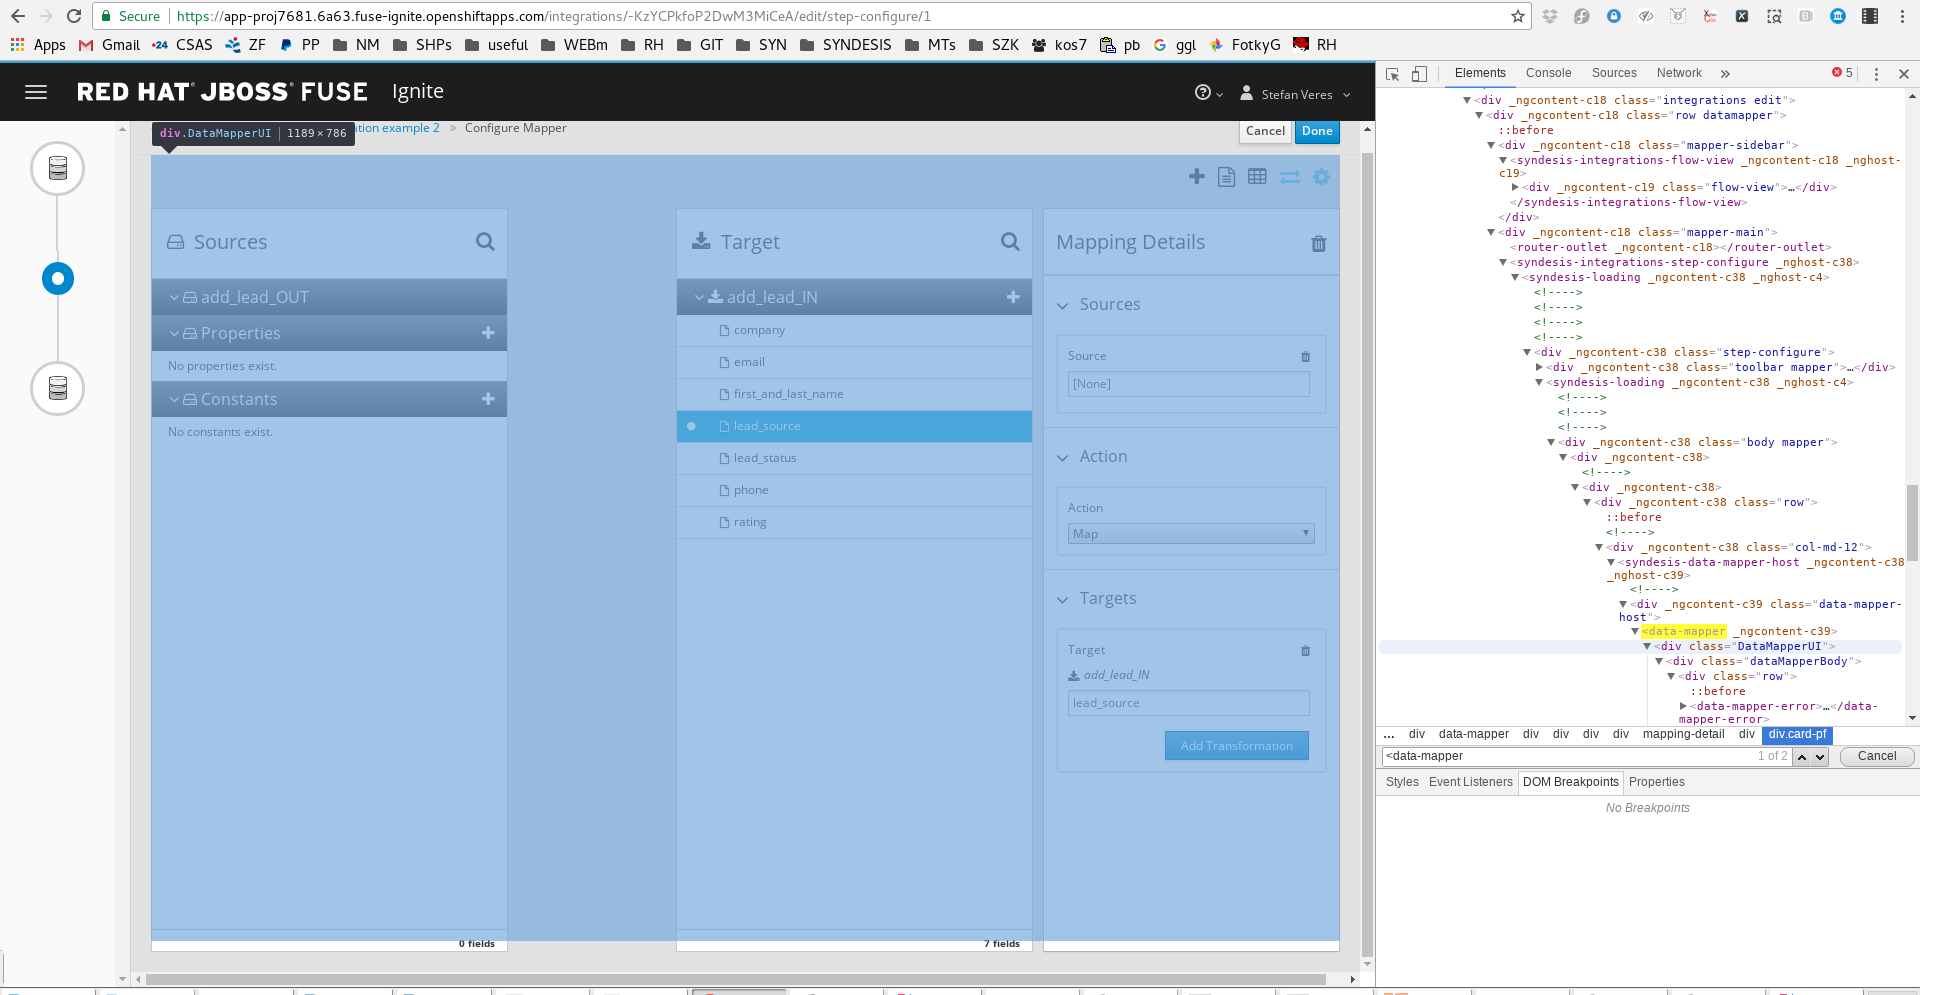 Secure https://app-proj7681.6a63.fuse-ignite.openshiftapps.com/integrations/-KzYCPkfoP2DwM3MiCeA/edit/step-configure/1
Apps Gmail -24 CSAS ZF PP NM SHPs useful WEBm RH GIT SYN SYNDESIS MTs SZK kos7 pb ggl FotkyG RH
RED HAT JBOSS FUSE Ignite
Stefan Veres
div.DataMapperUI 1189×786
ation example 2 » Configure Mapper
Cancel Done
Sources
add_lead_OUT
Properties
No properties exist.
Constants
No constants exist.
0 fields
Target
add_lead_IN
company
email
first_and_last_name
lead_source
lead_status
phone
rating
7 fields
Mapping Details
Sources
Source
[None]
Action
Action
Map
Targets
Target
add_lead_IN
lead_source
Add Transformation
Elements Console Sources Network » 5
<div _ngcontent-c18 class="integrations edit">
<div _ngcontent-c18 class="row datamapper">
::before
<div _ngcontent-c18 class="mapper-sidebar">
<syndesis-integrations-flow-view _ngcontent-c18 _nghost-
c19>
<div _ngcontent-c19 class="flow-view">…</div>
</syndesis-integrations-flow-view>
</div>
<div _ngcontent-c18 class="mapper-main">
<router-outlet _ngcontent-c18></router-outlet>
<syndesis-integrations-step-configure _nghost-c38>
<syndesis-loading _ngcontent-c38 _nghost-c4>
<!---->
<!---->
<!---->
<!---->
<div _ngcontent-c38 class="step-configure">
<div _ngcontent-c38 class="toolbar mapper">…</div>
<syndesis-loading _ngcontent-c38 _nghost-c4>
<!---->
<!---->
<!---->
<div _ngcontent-c38 class="body mapper">
<div _ngcontent-c38>
<!---->
<div _ngcontent-c38>
<div _ngcontent-c38 class="row">
::before
<!---->
<div _ngcontent-c38 class="col-md-12">
<syndesis-data-mapper-host _ngcontent-c38
_nghost-c39>
<!---->
<div _ngcontent-c39 class="data-mapper-
host">
<data-mapper _ngcontent-c39>
<div class="DataMapperUI">
<div class="dataMapperBody">
<div class="row">
::before
<data-mapper-error>…</data-
mapper-error>
... div data-mapper div div div div mapping-detail div div.card-pf
<data-mapper 1 of 2 Cancel
Styles Event Listeners DOM Breakpoints Properties
No Breakpoints